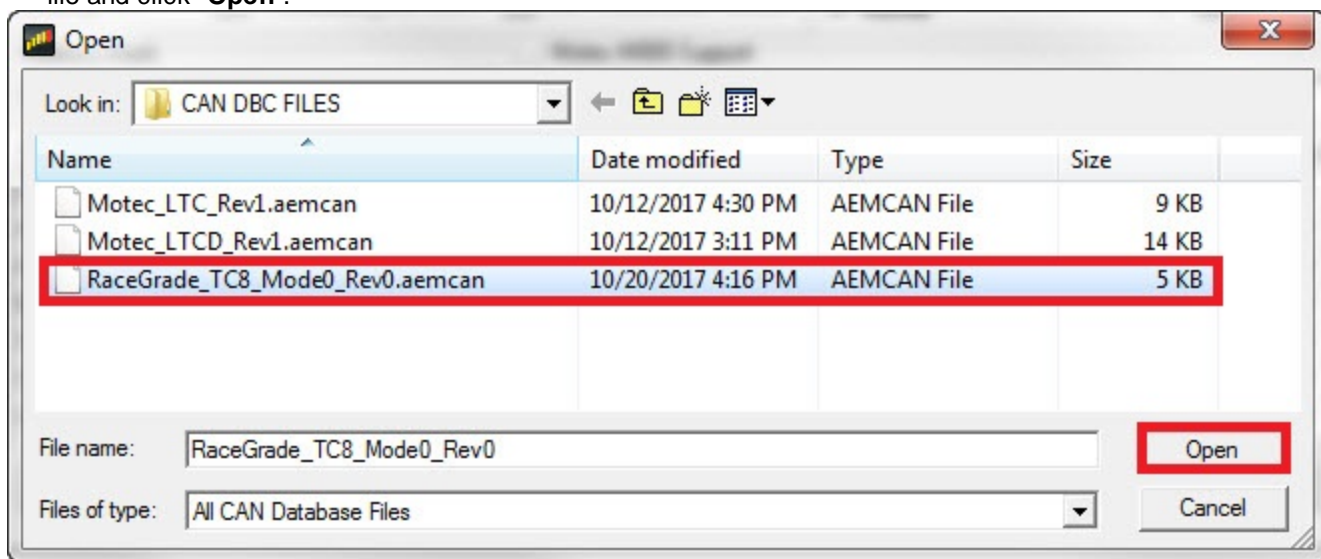 file and click "Open".
Open
Look in: CAN DBC FILES
Name Date modified Type Size
Motec_LTC_Rev1.aemcan 10/12/2017 4:30 PM AEMCAN File 9 KB
Motec_LTCD_Rev1.aemcan 10/12/2017 3:11 PM AEMCAN File 14 KB
RaceGrade_TC8_Mode0_Rev0.aemcan 10/20/2017 4:16 PM AEMCAN File 5 KB
File name: RaceGrade_TC8_Mode0_Rev0 Open
Files of type: All CAN Database Files Cancel